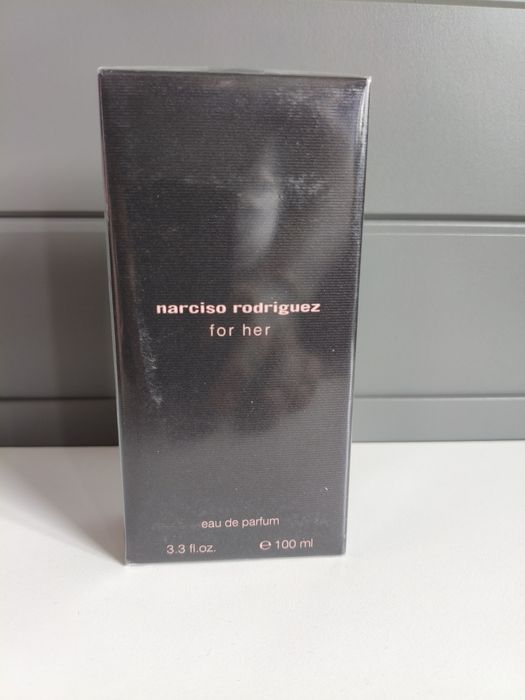 narciso rodriguez
for her
eau de parfum
3.3 fl.oz. ℮ 100 ml